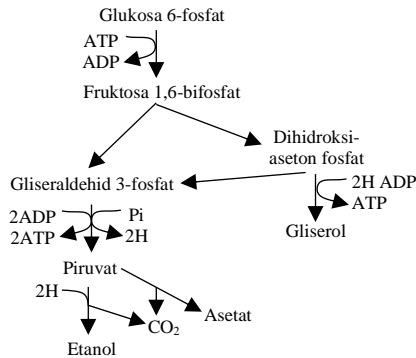 Glukosa 6-fosfat
ATP
ADP
Fruktosa 1,6-bifosfat
Dihidroksi-
aseton fosfat
Gliseraldehid 3-fosfat
2H ADP
ATP
2ADP
Pi
2ATP
2H
Gliserol
Piruvat
2H
CO2
Asetat
Etanol